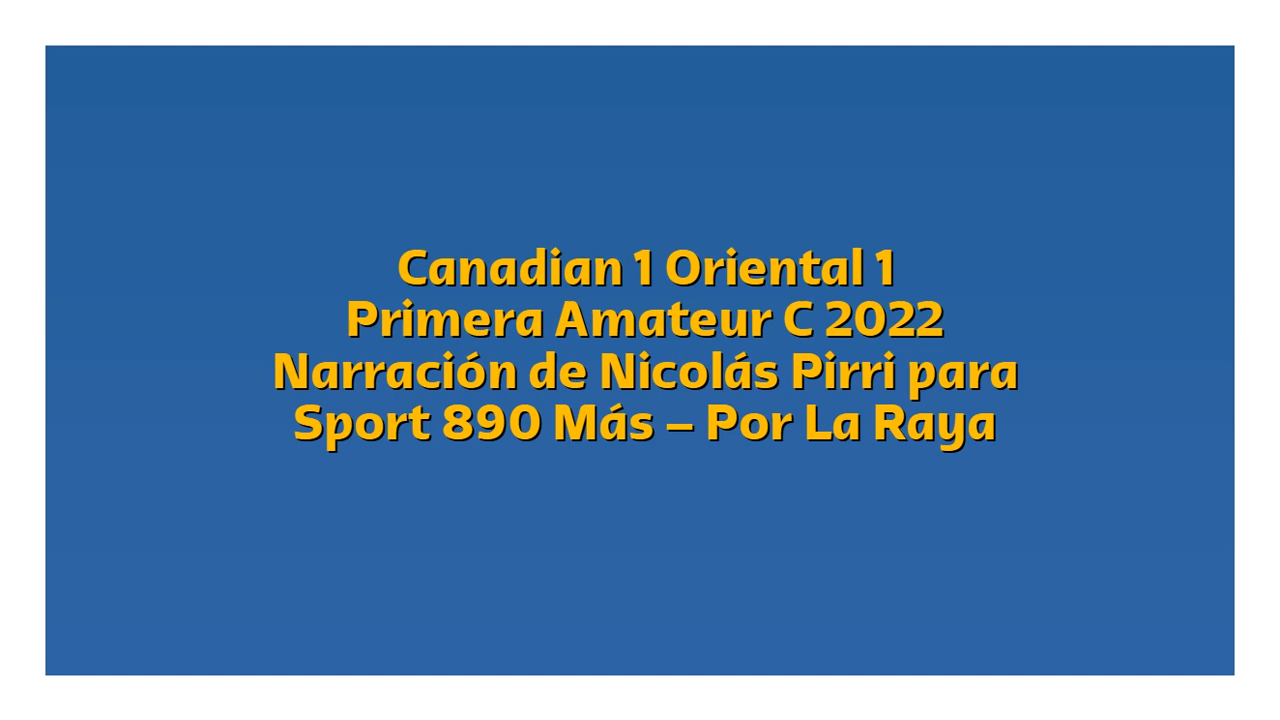 Canadian 1 Oriental 1
Primera Amateur C 2022
Narración de Nicolás Pirri para
Sport 890 Más – Por La Raya